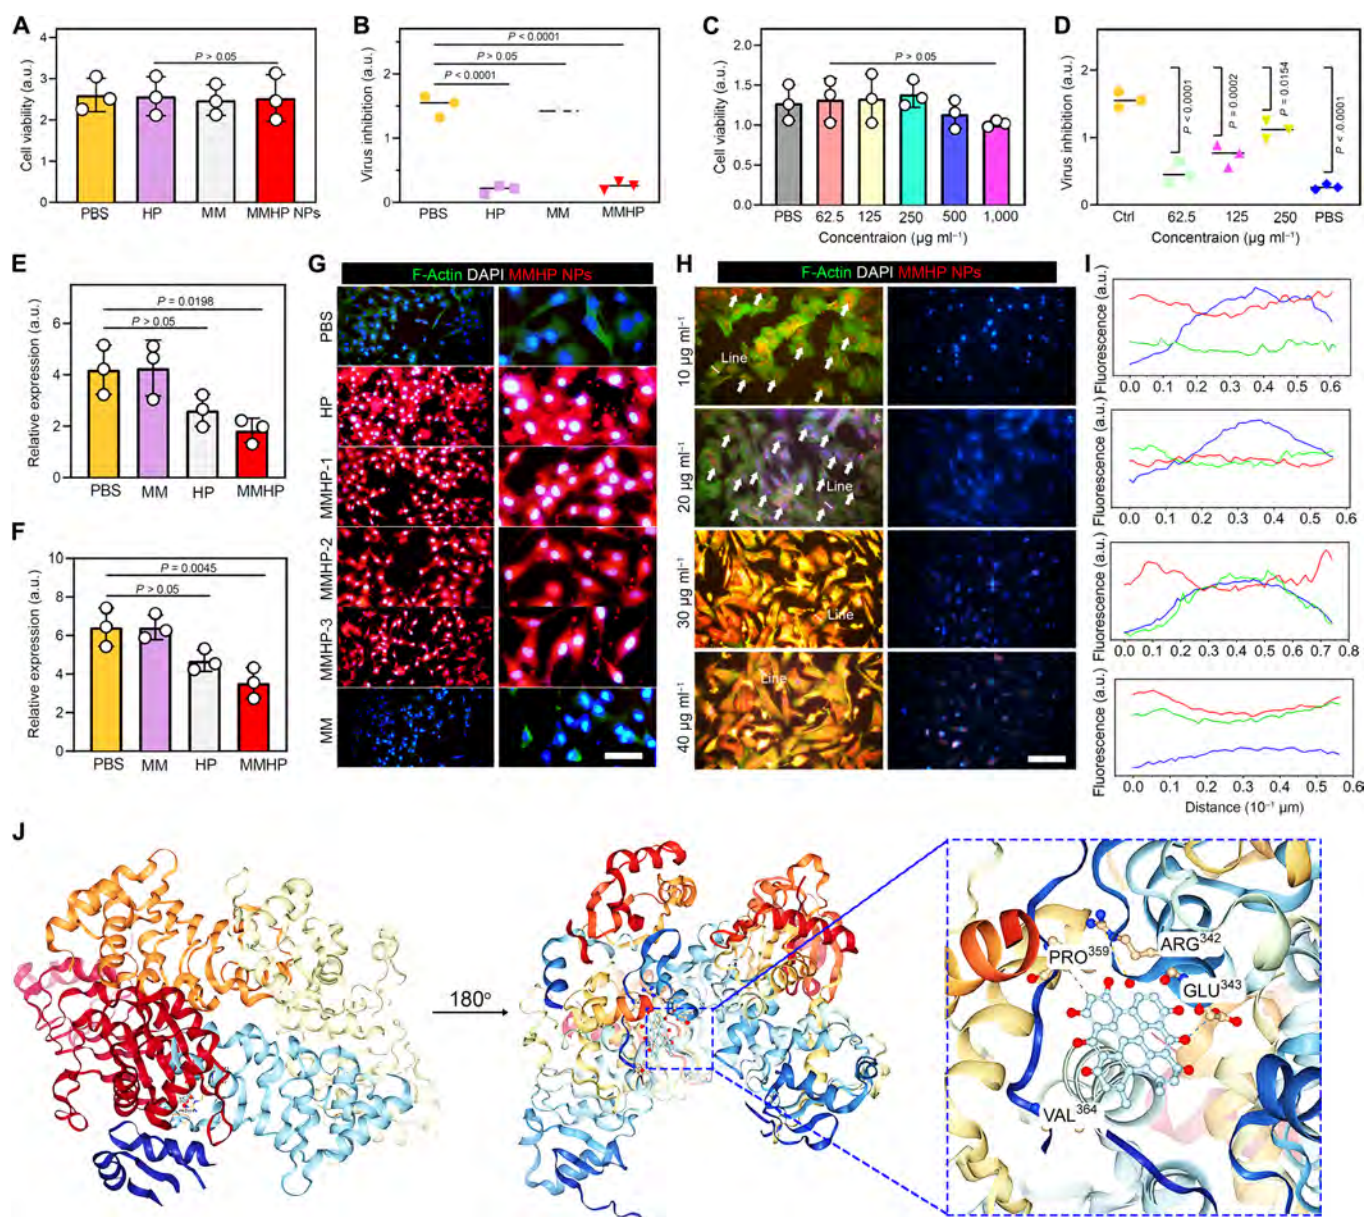 A
Cell viability (a.u.)
4
3
2
1
0
P > 0.05
PBS
HP
MM
MMHP NPs
B
Virus inhibition (a.u.)
2
1
0
P < 0.0001
P > 0.05
P < 0.0001
PBS
HP
MM
MMHP
C
Cell viability (a.u.)
2.0
1.5
1.0
0.5
0
P > 0.05
PBS 62.5 125 250 500 1,000
Concentraion (µg ml⁻¹)
D
Virus inhibition (a.u.)
2
1
0
P < 0.0001
P = 0.0002
P = 0.0154
P < .0.0001
Ctrl 62.5 125 250 PBS
Concentraion (µg ml⁻¹)
E
Relative expression (a.u.)
6
4
2
0
P = 0.0198
P > 0.05
PBS
MM
HP
MMHP
F
Relative expression (a.u.)
10
8
6
4
2
0
P = 0.0045
P > 0.05
PBS
MM
HP
MMHP
G
F-Actin DAPI MMHP NPs
PBS
HP
MMHP-1
MMHP-2
MMHP-3
MM
H
F-Actin DAPI MMHP NPs
10 µg ml⁻¹
Line
20 µg ml⁻¹
Line
30 µg ml⁻¹
Line
40 µg ml⁻¹
Line
I
Fluorescence (a.u.)
0.0 0.1 0.2 0.3 0.4 0.5 0.6
Fluorescence (a.u.)
0.0 0.1 0.2 0.3 0.4 0.5 0.6
Fluorescence (a.u.)
0.0 0.1 0.2 0.3 0.4 0.5 0.6 0.7 0.8
Fluorescence (a.u.)
0.0 0.1 0.2 0.3 0.4 0.5 0.6
Distance (10⁻¹ µm)
J
180°
ARG³⁴²
PRO³⁵⁹
GLU³⁴³
VAL³⁶⁴